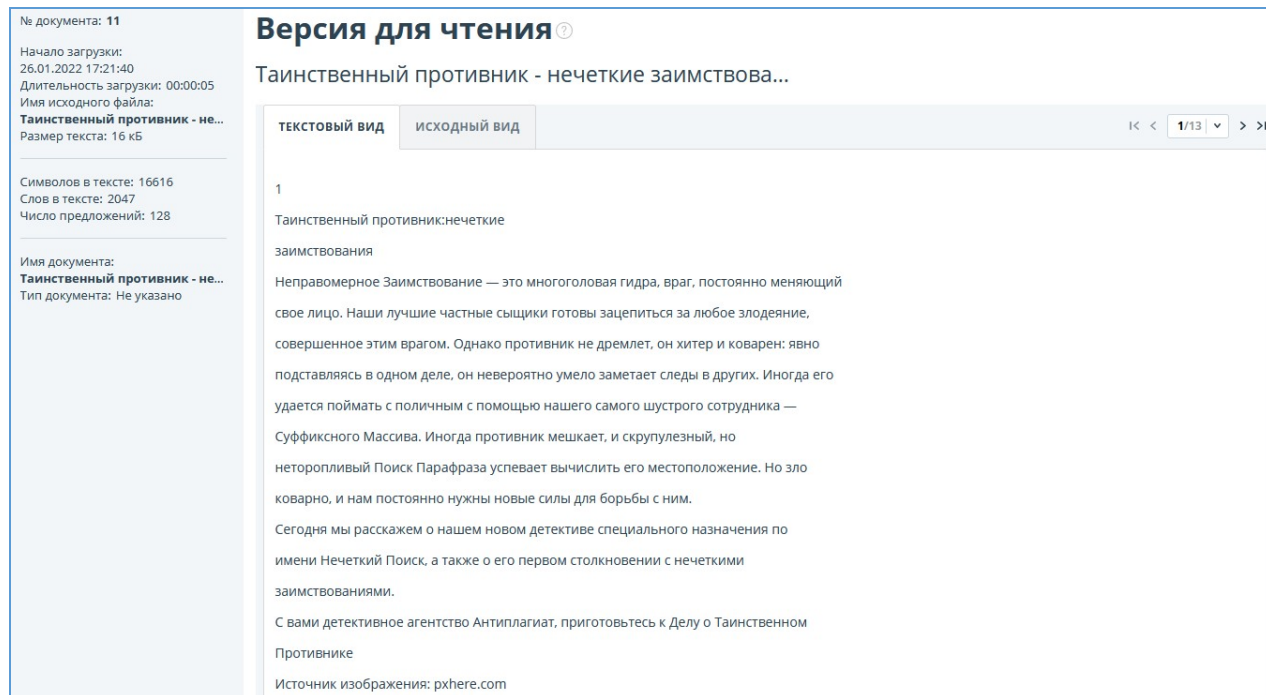 № документа: 11
Начало загрузки:
26.01.2022 17:21:40
Длительность загрузки: 00:00:05
Имя исходного файла:
Таинственный противник - не...
Размер текста: 16 кБ
Символов в тексте: 16616
Слов в тексте: 2047
Число предложений: 128
Имя документа:
Таинственный противник - не...
Тип документа: Не указано
Версия для чтения ?
Таинственный противник - нечеткие заимствова...
ТЕКСТОВЫЙ ВИД ИСХОДНЫЙ ВИД 1/13
1
Таинственный противник:нечеткие
заимствования
Неправомерное Заимствование — это многоголовая гидра, враг, постоянно меняющий
свое лицо. Наши лучшие частные сыщики готовы зацепиться за любое злодеяние,
совершенное этим врагом. Однако противник не дремлет, он хитер и коварен: явно
подставляясь в одном деле, он невероятно умело заметает следы в других. Иногда его
удается поймать с поличным с помощью нашего самого шустрого сотрудника —
Суффиксного Массива. Иногда противник мешкает, и скрупулезный, но
неторопливый Поиск Парафраза успевает вычислить его местоположение. Но зло
коварно, и нам постоянно нужны новые силы для борьбы с ним.
Сегодня мы расскажем о нашем новом детективе специального назначения по
имени Нечеткий Поиск, а также о его первом столкновении с нечеткими
заимствованиями.
С вами детективное агентство Антиплагиат, приготовьтесь к Делу о Таинственном
Противнике
Источник изображения: pxhere.com